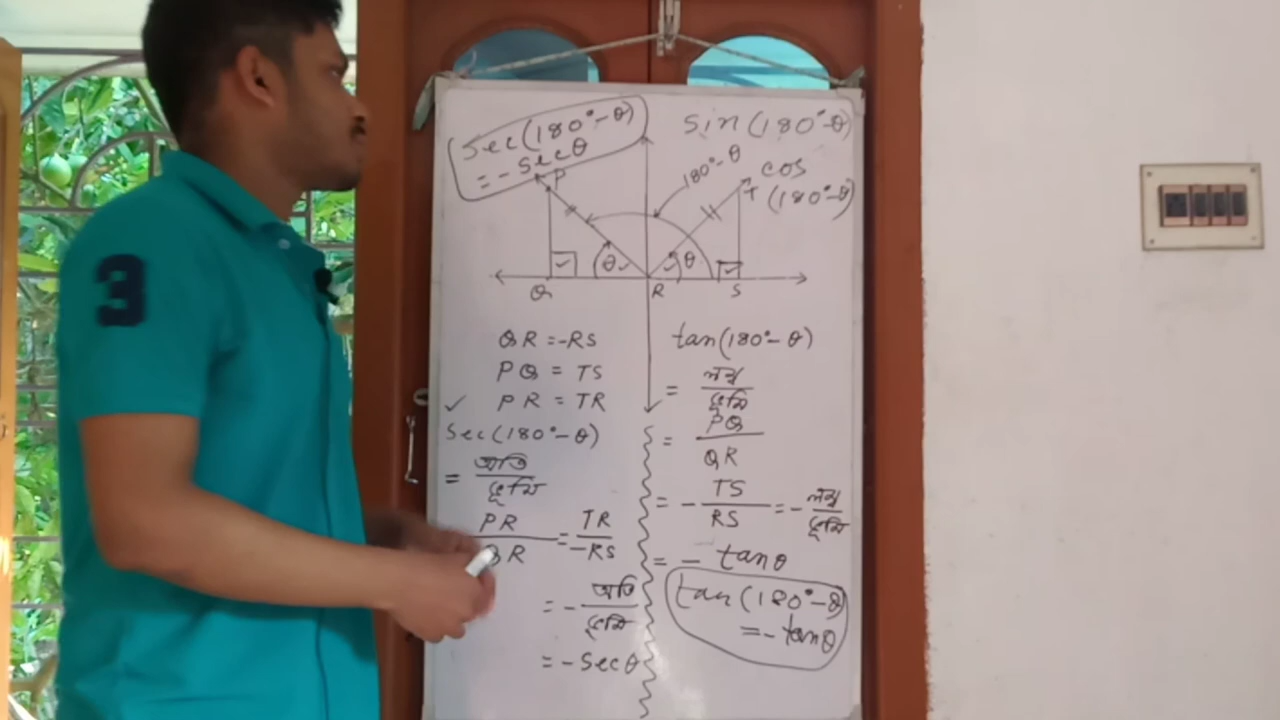 3
sec(180°-θ)
= - secθ
sin(180°-θ)
cos
(180°-θ)
180°-θ
P
T
θ
θ
Q
R
S
QR = -RS
PQ = TS
✓ PR = TR
sec(180°-θ)
= অতি/ভূমি
PR/QR = TR/-RS
= - অতি/ভূমি
= - secθ
tan(180°-θ)
= লম্ব/ভূমি
= PQ/QR
= - TS/RS = - লম্ব/ভূমি
= - tanθ
tan(180°-θ)
= - tanθ